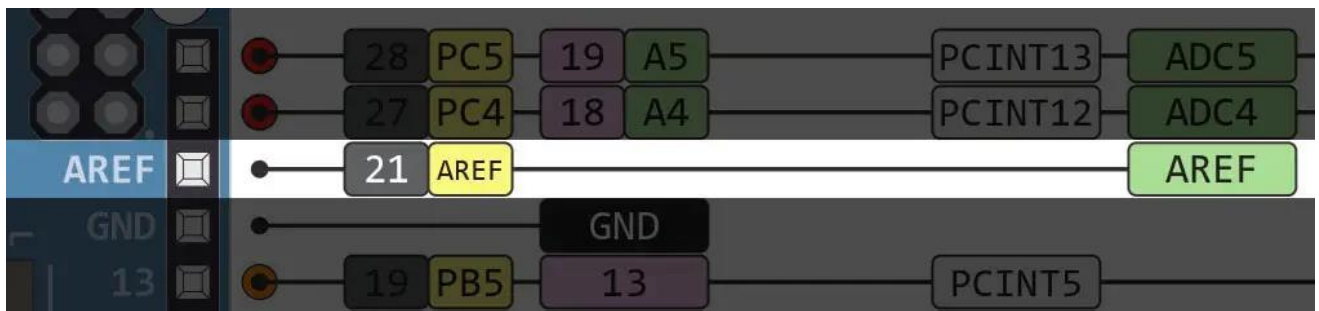 28 PC5 19 A5 PCINT13 ADC5
27 PC4 18 A4 PCINT12 ADC4
AREF 21 AREF AREF
GND GND
13 19 PB5 13 PCINT5